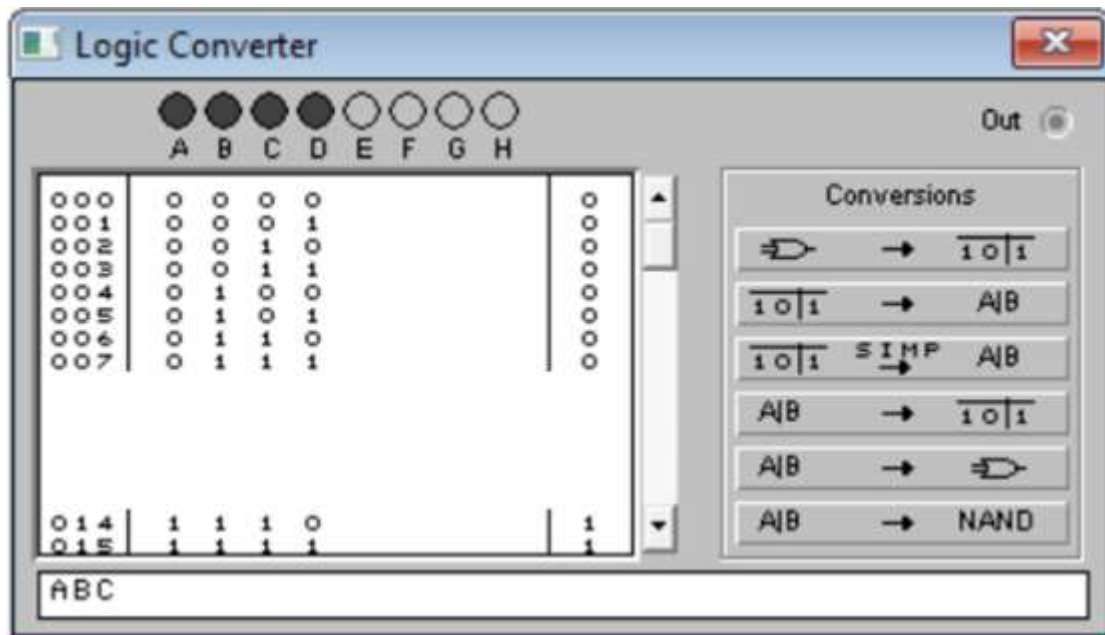 Logic Converter
Out
A B C D E F G H
000 0 0 0 0 0
001 0 0 0 1 0
002 0 0 1 0 0
003 0 0 1 1 0
004 0 1 0 0 0
005 0 1 0 1 0
006 0 1 1 0 0
007 0 1 1 1 0
014 1 1 1 0 1
015 1 1 1 1 1
Conversions
→ 1 0|1
1 0|1 → A|B
1 0|1 SIMP → A|B
A|B → 1 0|1
A|B →
A|B → NAND
ABC